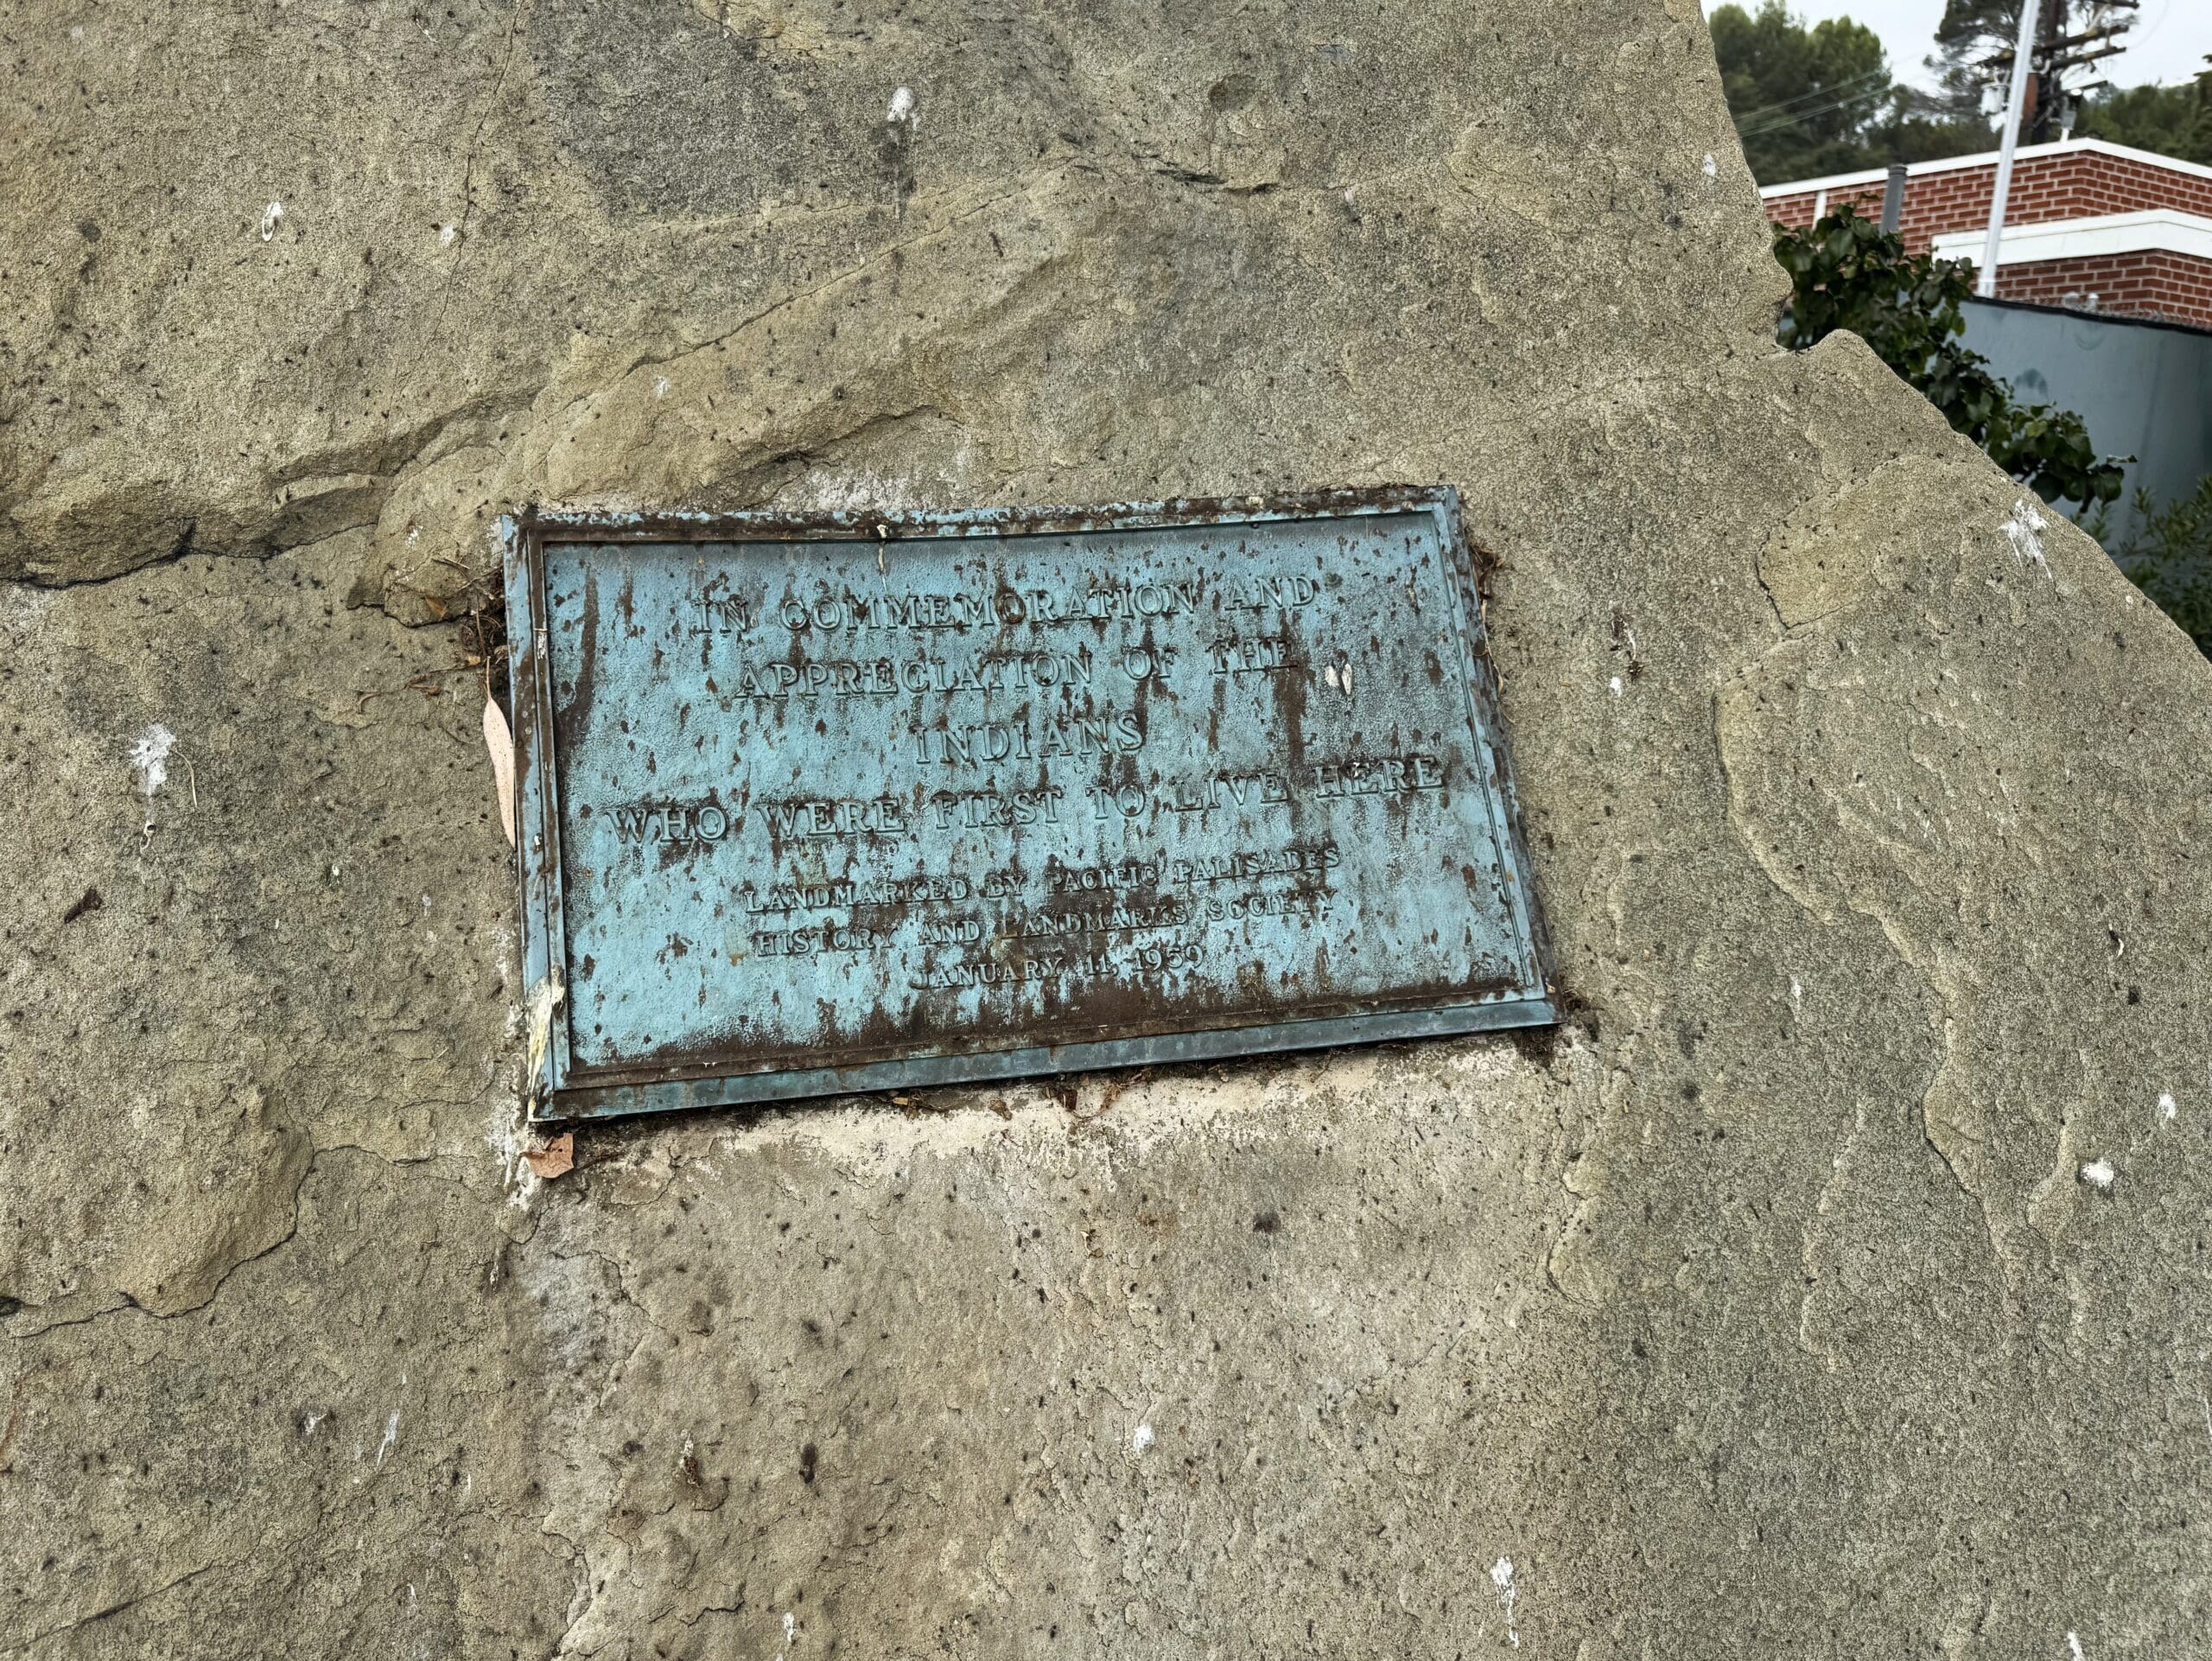 IN COMMEMORATION AND
APPRECIATION OF THE
INDIANS
WHO WERE FIRST TO LIVE HERE
LANDMARKED BY PACIFIC PALISADES
HISTORY AND LANDMARKS SOCIETY
JANUARY 11, 1959